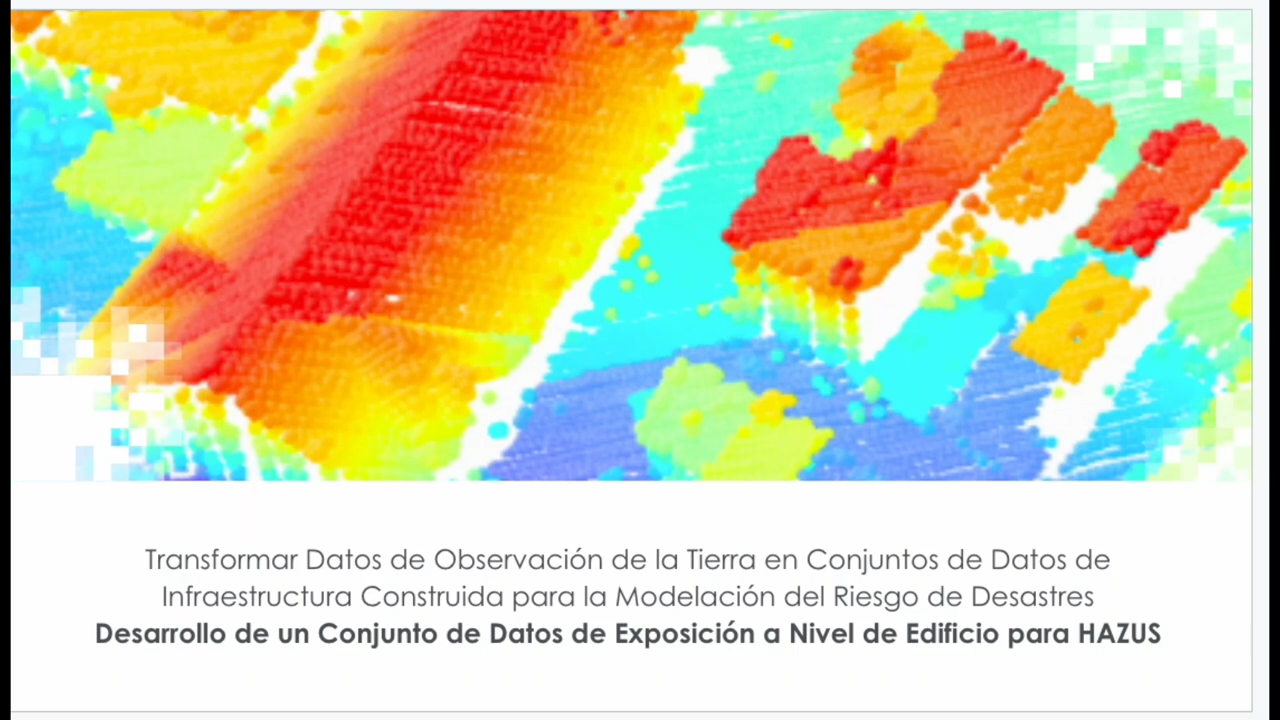 Transformar Datos de Observación de la Tierra en Conjuntos de Datos de
Infraestructura Construida para la Modelación del Riesgo de Desastres
Desarrollo de un Conjunto de Datos de Exposición a Nivel de Edificio para HAZUS